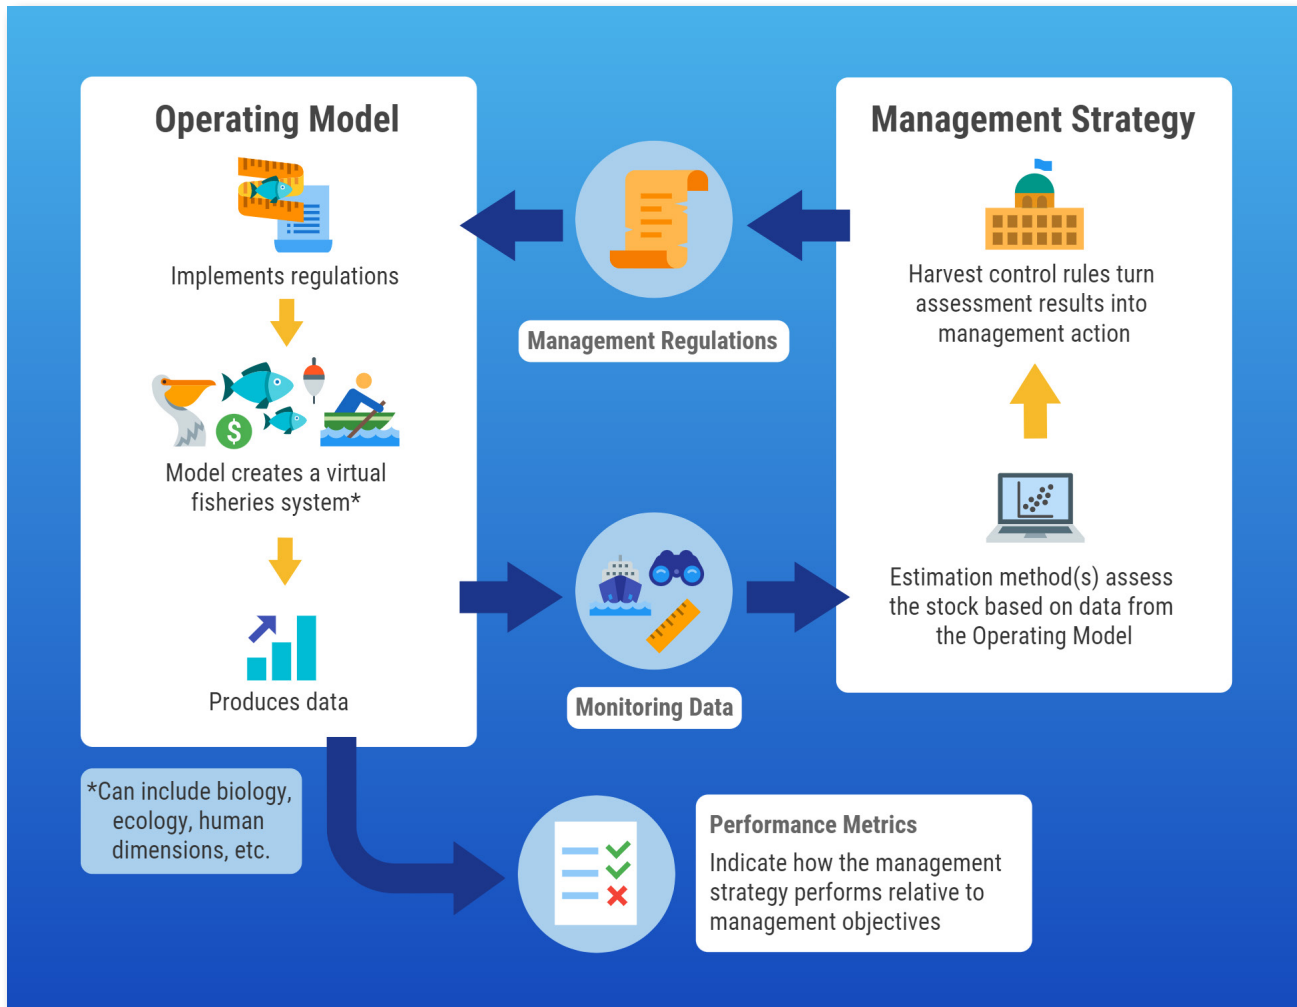 Operating Model
Implements regulations
Model creates a virtual
fisheries system*
Produces data
*Can include biology,
ecology, human
dimensions, etc.
Management Regulations
Monitoring Data
Management Strategy
Harvest control rules turn
assessment results into
management action
Estimation method(s) assess
the stock based on data from
the Operating Model
Performance Metrics
Indicate how the management
strategy performs relative to
management objectives